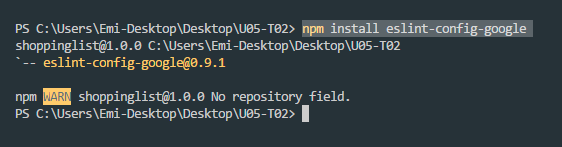 PS C:\Users\Emi-Desktop\Desktop\U05-T02> npm install eslint-config-google
shoppinglist@1.0.0 C:\Users\Emi-Desktop\Desktop\U05-T02
`-- eslint-config-google@0.9.1
npm WARN shoppinglist@1.0.0 No repository field.
PS C:\Users\Emi-Desktop\Desktop\U05-T02>